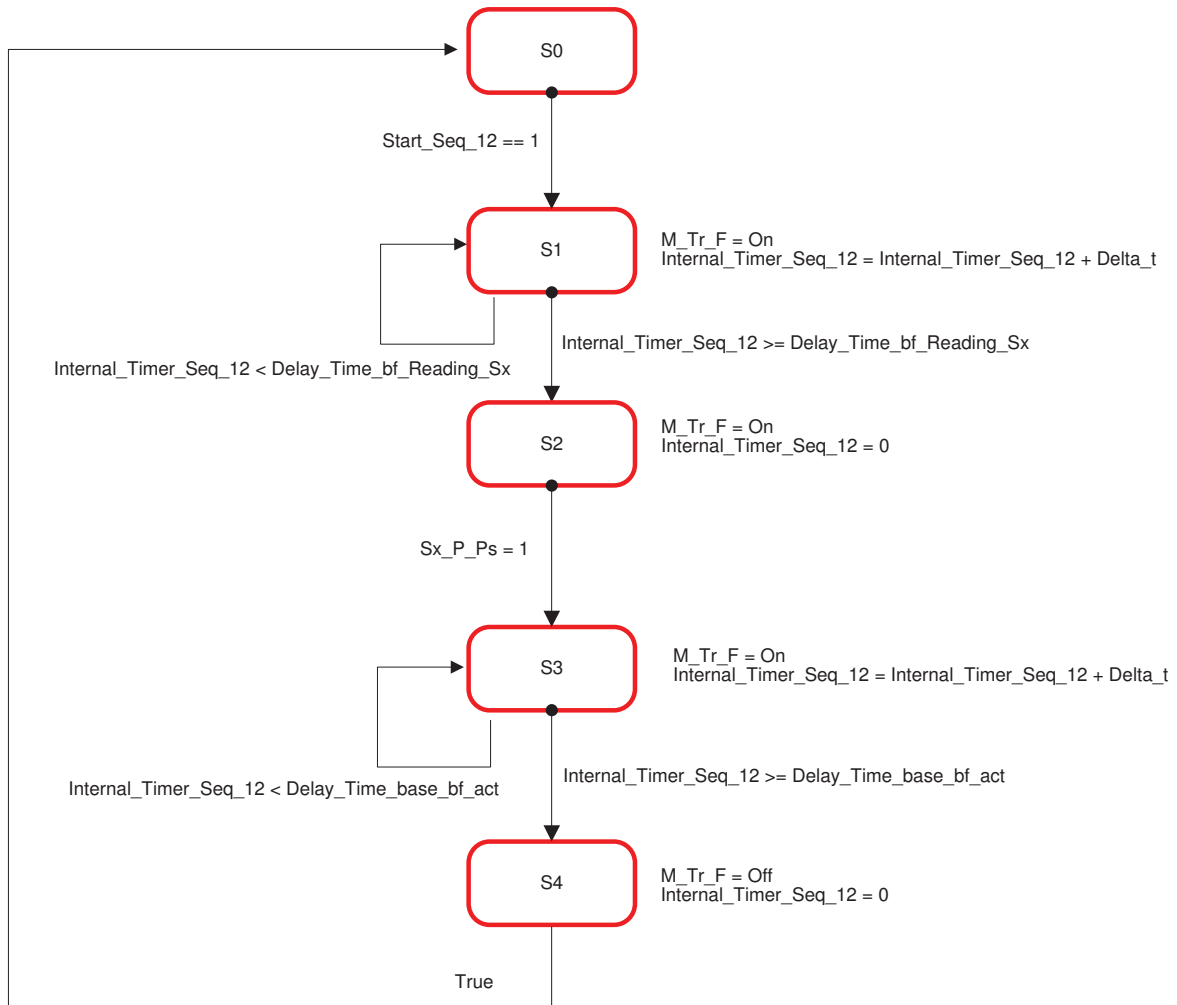 S0
Start_Seq_12 == 1
S1
M_Tr_F = On
Internal_Timer_Seq_12 = Internal_Timer_Seq_12 + Delta_t
Internal_Timer_Seq_12 >= Delay_Time_bf_Reading_Sx
Internal_Timer_Seq_12 < Delay_Time_bf_Reading_Sx
S2
M_Tr_F = On
Internal_Timer_Seq_12 = 0
Sx_P_Ps = 1
S3
M_Tr_F = On
Internal_Timer_Seq_12 = Internal_Timer_Seq_12 + Delta_t
Internal_Timer_Seq_12 >= Delay_Time_base_bf_act
Internal_Timer_Seq_12 < Delay_Time_base_bf_act
S4
M_Tr_F = Off
Internal_Timer_Seq_12 = 0
True